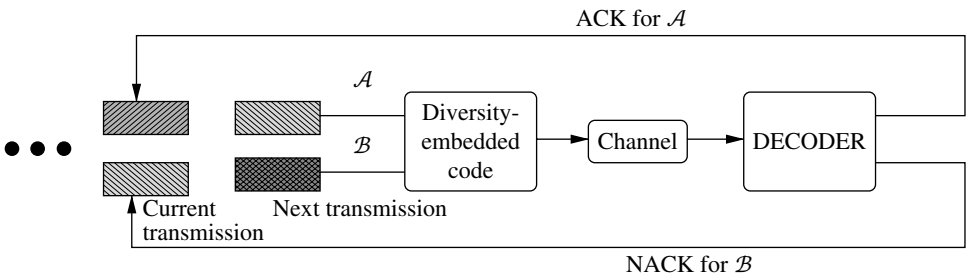 ACK for 𝒜
𝒜
ℬ
Diversity-
embedded
code
Channel
DECODER
Current
transmission
Next transmission
NACK for ℬ